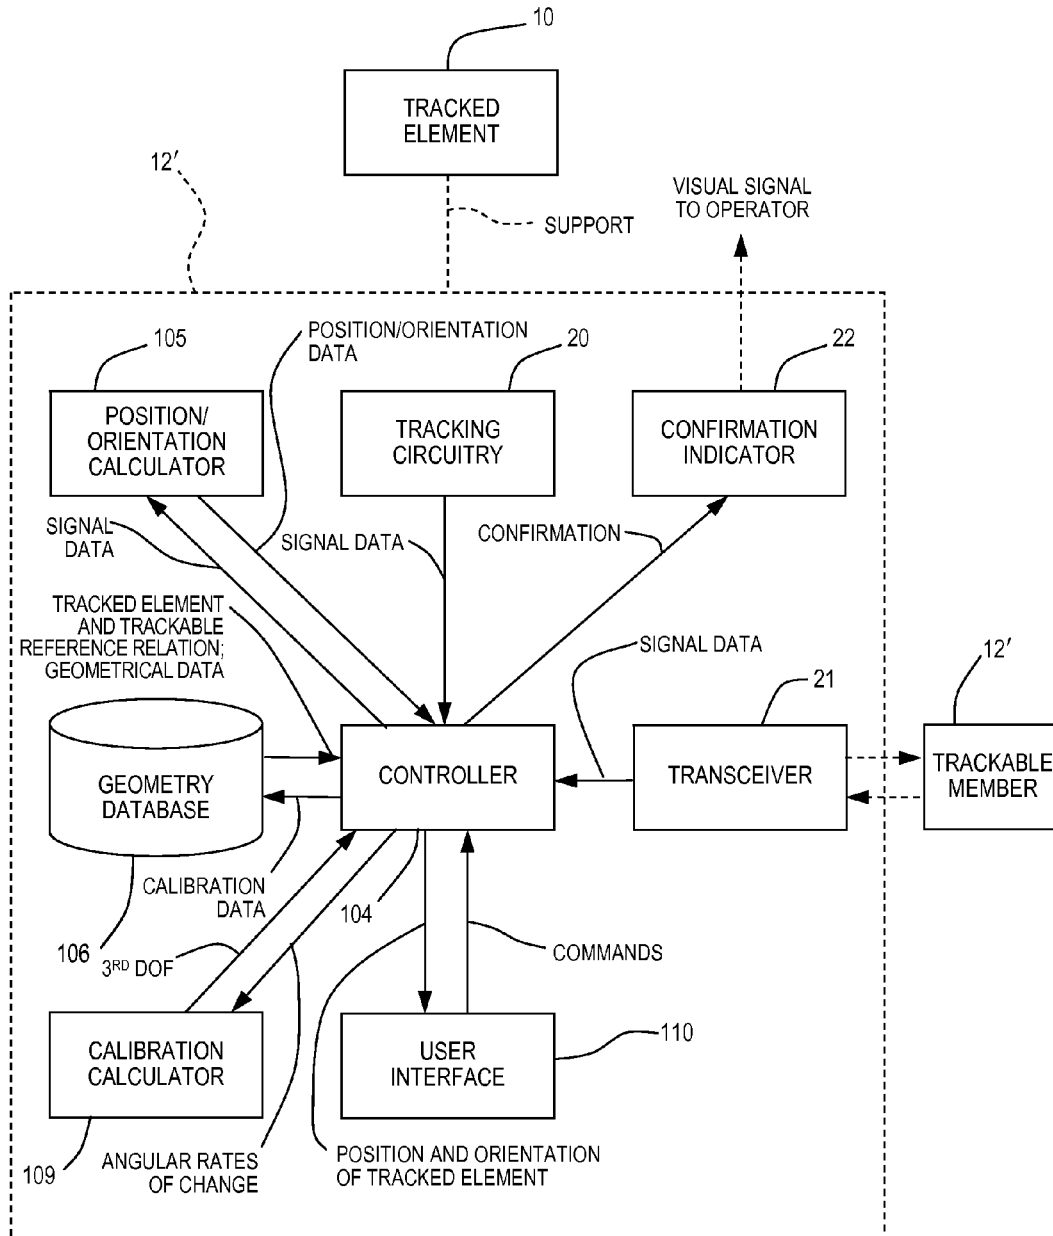 10
TRACKED
ELEMENT
12′
VISUAL SIGNAL
TO OPERATOR
SUPPORT
105
POSITION/ORIENTATION
DATA
20
22
POSITION/
ORIENTATION
CALCULATOR
TRACKING
CIRCUITRY
CONFIRMATION
INDICATOR
SIGNAL
DATA
SIGNAL DATA
CONFIRMATION
TRACKED ELEMENT
AND TRACKABLE
REFERENCE RELATION;
GEOMETRICAL DATA
SIGNAL DATA
21
12′
GEOMETRY
DATABASE
CONTROLLER
TRANSCEIVER
TRACKABLE
MEMBER
CALIBRATION
DATA
104
106
3RD DOF
COMMANDS
CALIBRATION
CALCULATOR
USER
INTERFACE
110
109
ANGULAR RATES
OF CHANGE
POSITION AND ORIENTATION
OF TRACKED ELEMENT